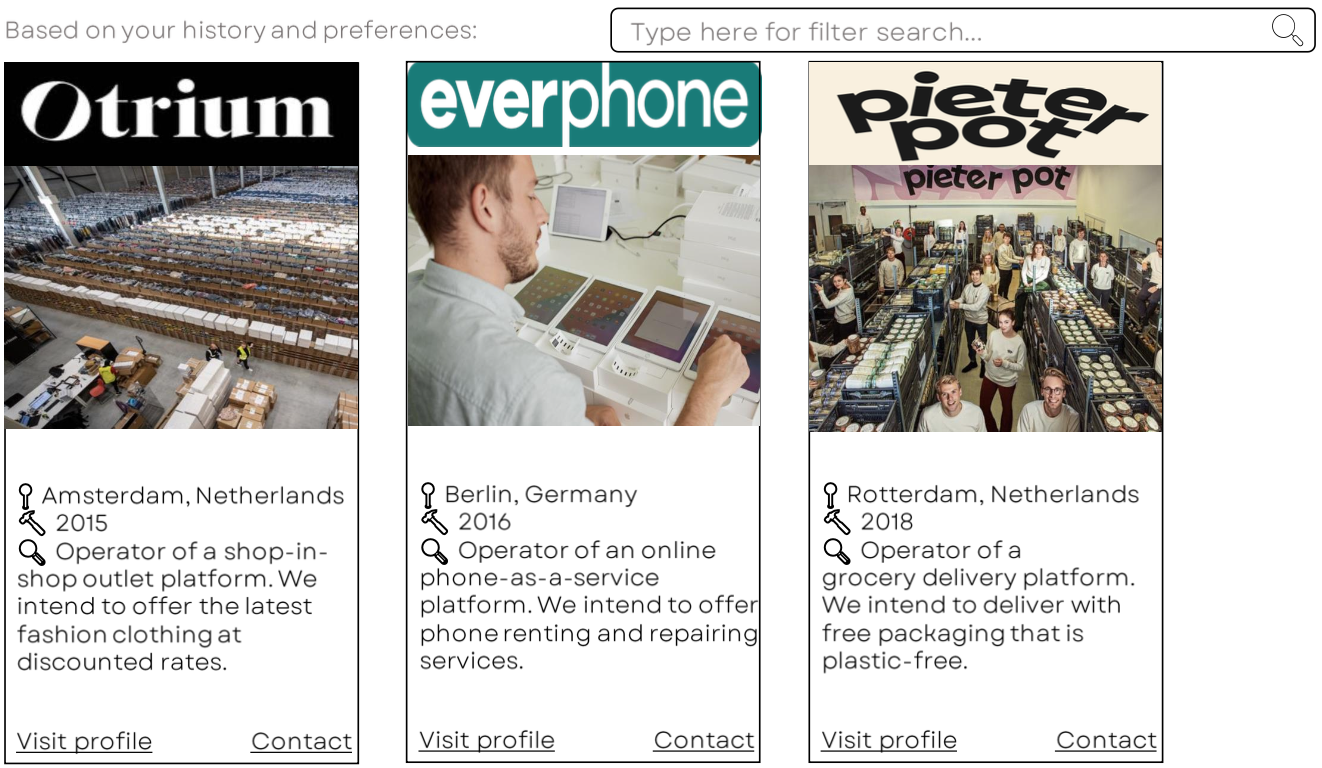 Based on your history and preferences:
Type here for filter search...
Otrium
Amsterdam, Netherlands
2015
Operator of a shop-in-
shop outlet platform. We
intend to offer the latest
fashion clothing at
discounted rates.
Visit profile
Contact
everphone
Berlin, Germany
2016
Operator of an online
phone-as-a-service
platform. We intend to offer
phone renting and repairing
services.
Visit profile
Contact
pieter
pot
pieter pot
Rotterdam, Netherlands
2018
Operator of a
grocery delivery platform.
We intend to deliver with
free packaging that is
plastic-free.
Visit profile
Contact